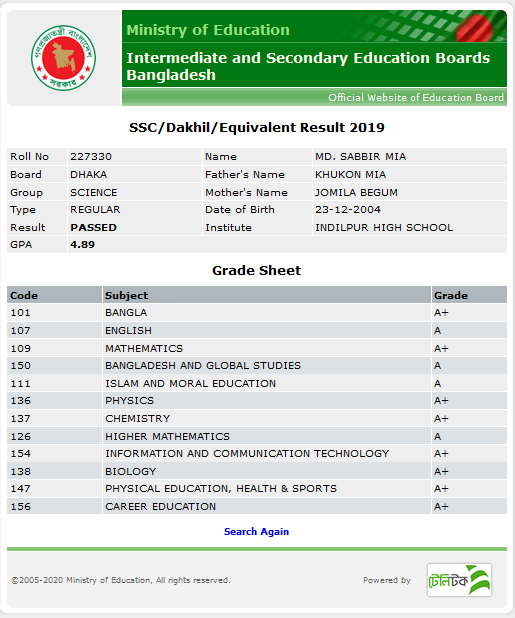 গণপ্রজাতন্ত্রী বাংলাদেশ
সরকার
Ministry of Education
Intermediate and Secondary Education Boards
Bangladesh
Official Website of Education Board
SSC/Dakhil/Equivalent Result 2019
Roll No 227330 Name MD. SABBIR MIA
Board DHAKA Father's Name KHUKON MIA
Group SCIENCE Mother's Name JOMILA BEGUM
Type REGULAR Date of Birth 23-12-2004
Result PASSED Institute INDILPUR HIGH SCHOOL
GPA 4.89
Grade Sheet
Code Subject Grade
101 BANGLA A+
107 ENGLISH A
109 MATHEMATICS A+
150 BANGLADESH AND GLOBAL STUDIES A
111 ISLAM AND MORAL EDUCATION A
136 PHYSICS A+
137 CHEMISTRY A+
126 HIGHER MATHEMATICS A
154 INFORMATION AND COMMUNICATION TECHNOLOGY A+
138 BIOLOGY A+
147 PHYSICAL EDUCATION, HEALTH & SPORTS A+
156 CAREER EDUCATION A+
Search Again
©2005-2020 Ministry of Education, All rights reserved. Powered by টেলিটক